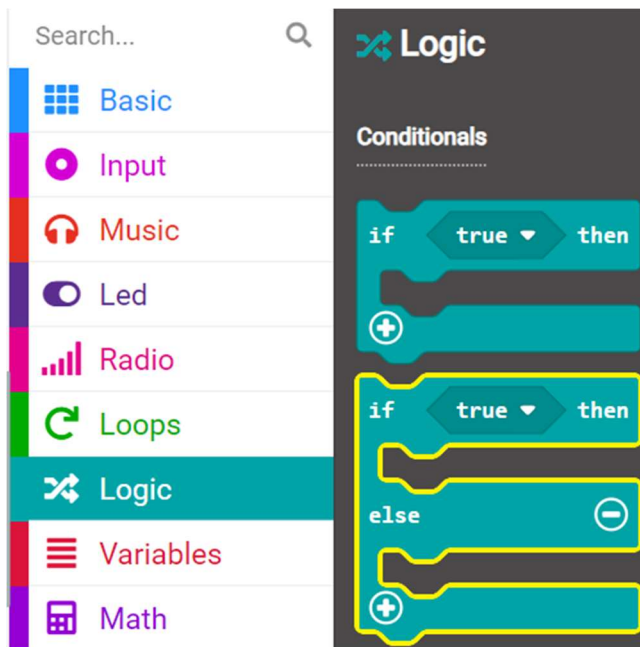 Search...
Basic
Input
Music
Led
Radio
Loops
Logic
Variables
Math
Logic
Conditionals
if true then
if true then
else